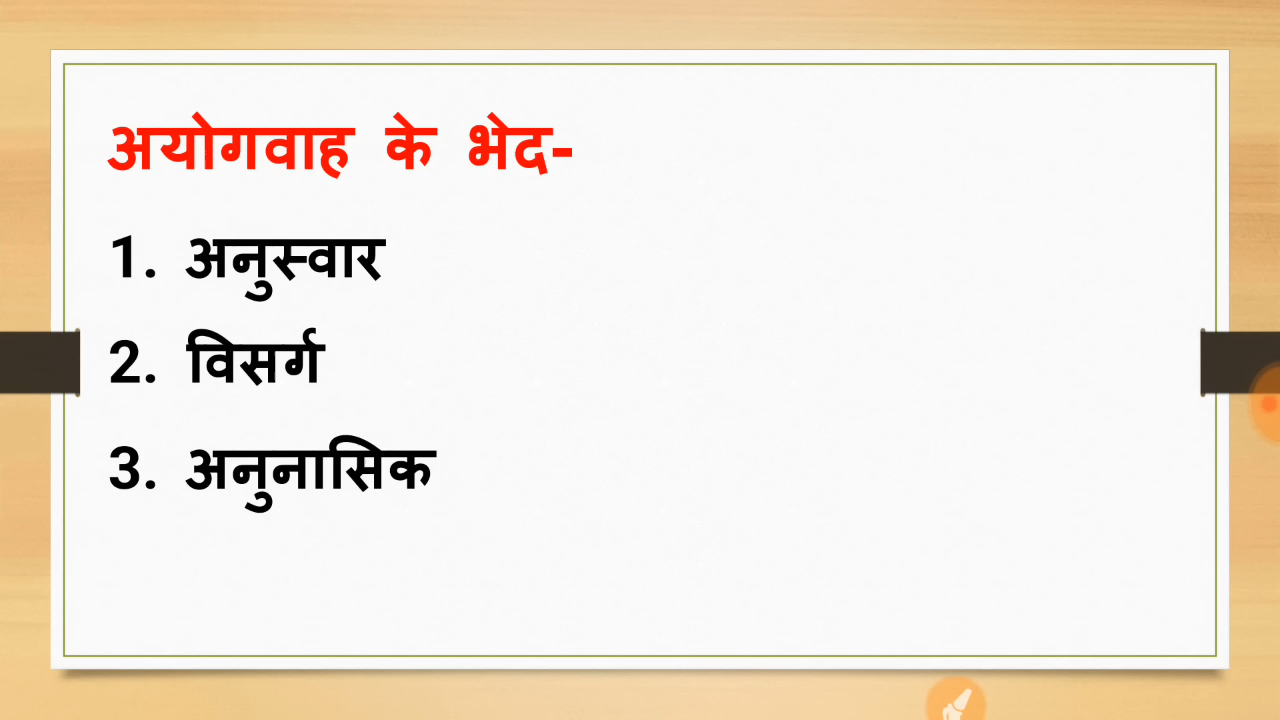 अयोगवाह के भेद-
1. अनुस्वार
2. विसर्ग
3. अनुनासिक